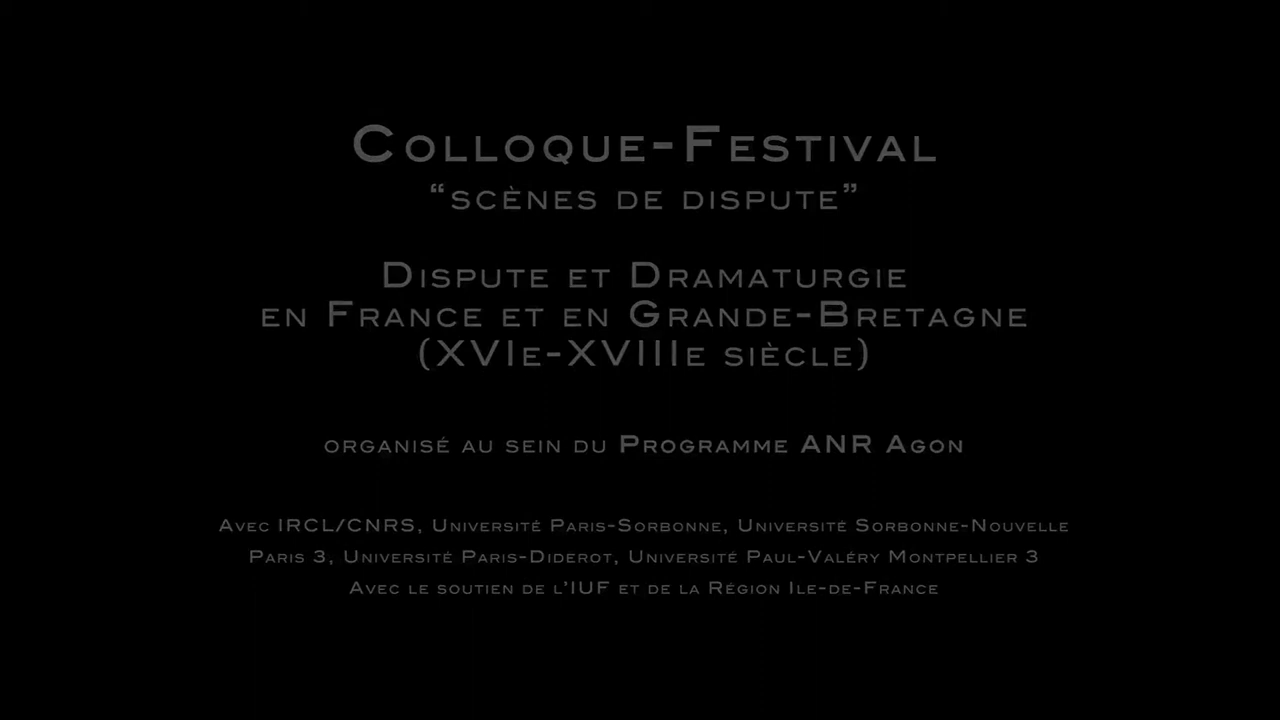 Colloque-Festival
“scènes de dispute”
Dispute et Dramaturgie
en France et en Grande-Bretagne
(XVIe-XVIIIe siècle)
organisé au sein du Programme ANR Agon
Avec IRCL/CNRS, Université Paris-Sorbonne, Université Sorbonne-Nouvelle
Paris 3, Université Paris-Diderot, Université Paul-Valéry Montpellier 3
Avec le soutien de l’IUF et de la Région Ile-de-France